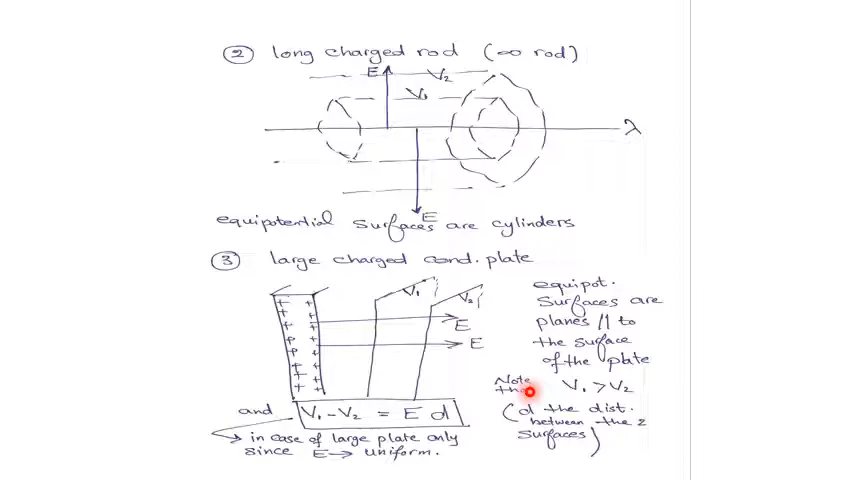 ② long charged rod (∞ rod)
E V₂
V₁
λ
E
equipotential surfaces are cylinders
③ large charged cond. plate
V₁ V₂
E
E
equipot.
surfaces are
planes // to
the surface
of the plate
Note
that V₁ > V₂
(d the dist.
between the 2
surfaces)
and V₁ - V₂ = E d
in case of large plate only
since E → uniform.